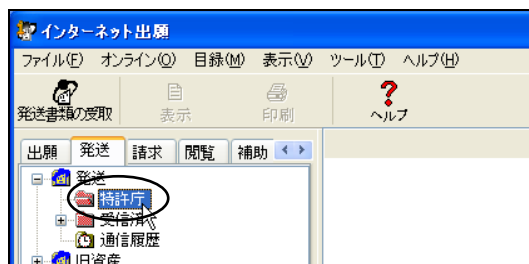 インターネット出願
ファイル(F) オンライン(O) 目録(M) 表示(V) ツール(T) ヘルプ(H)
発送書類の受取 表示 印刷 ヘルプ
出願 発送 請求 閲覧 補助
発送
特許庁
受信済
通信履歴
旧資産